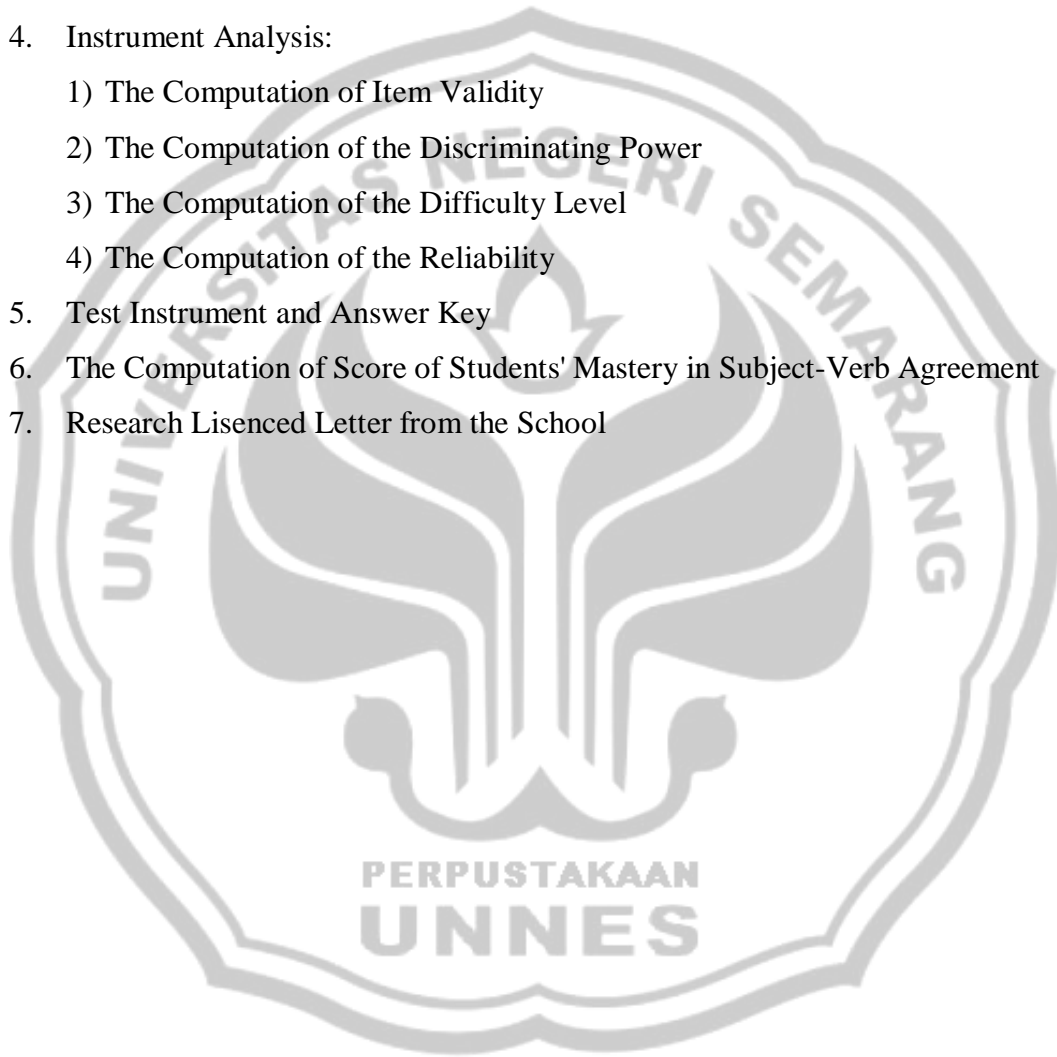 4. Instrument Analysis:
1) The Computation of Item Validity
2) The Computation of the Discriminating Power
3) The Computation of the Difficulty Level
4) The Computation of the Reliability
5. Test Instrument and Answer Key
6. The Computation of Score of Students' Mastery in Subject-Verb Agreement
7. Research Lisenced Letter from the School
UNIVERSITAS NEGERI SEMARANG
PERPUSTAKAAN
UNNES